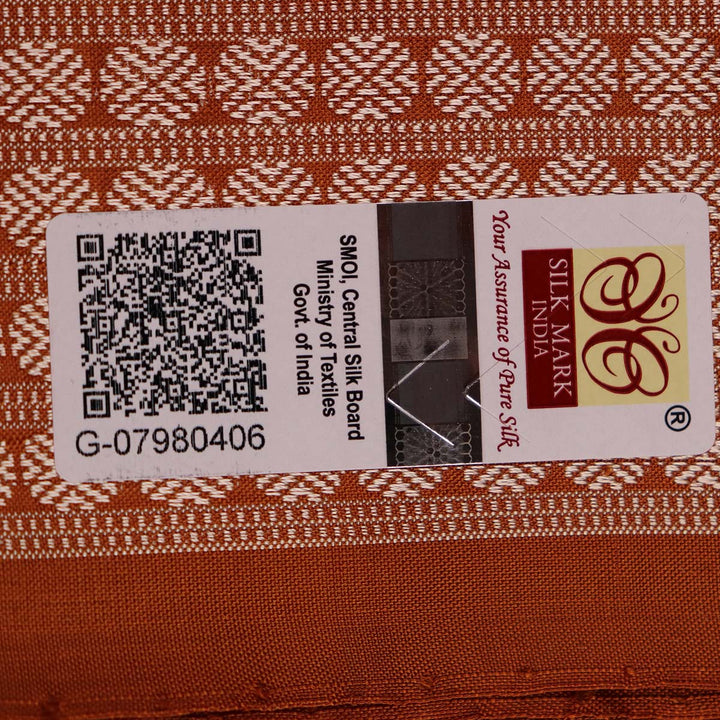 G-07980406
SMOI, Central Silk Board
Ministry of Textiles
Govt. of India
Your Assurance of Pure Silk
SILK MARK
INDIA
®